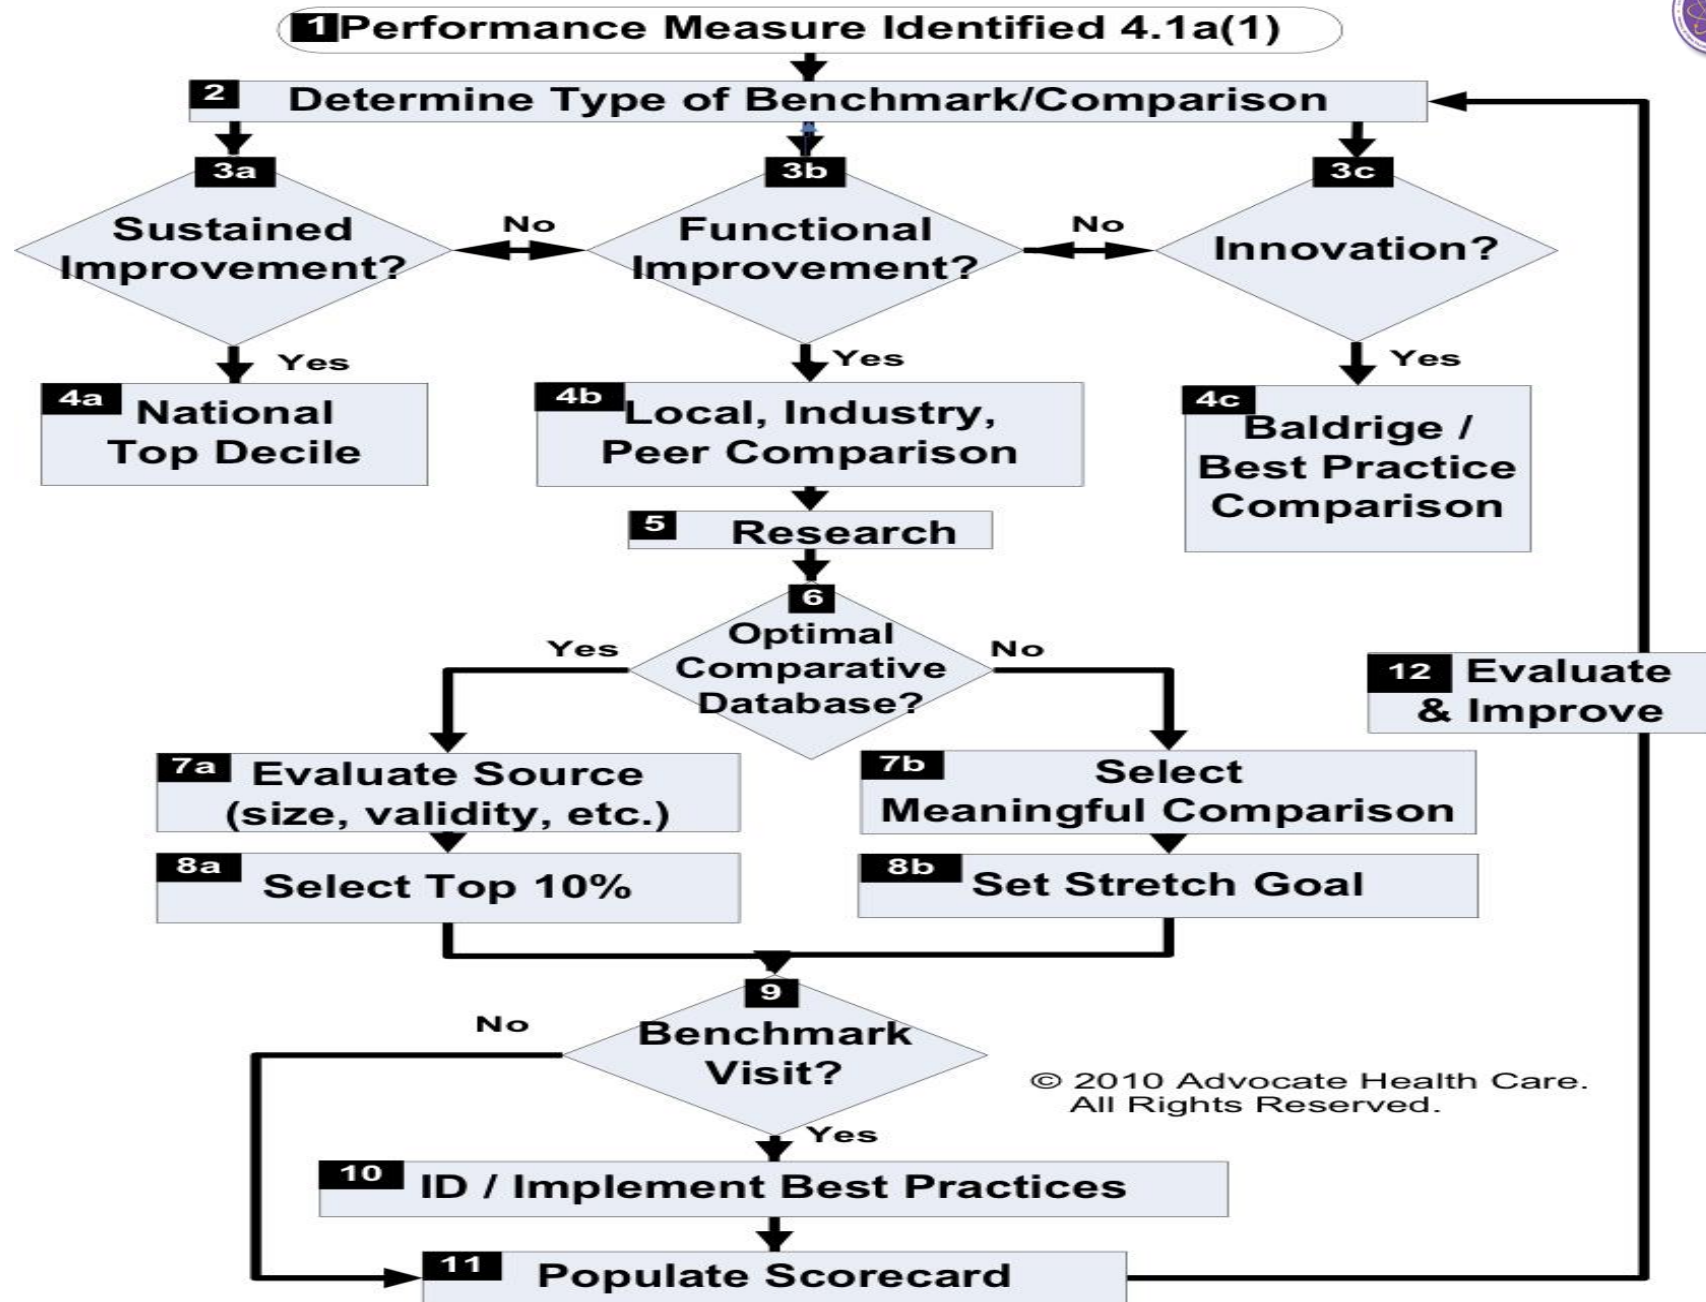 1 Performance Measure Identified 4.1a(1)
2 Determine Type of Benchmark/Comparison
3a
Sustained
Improvement?
No
3b
Functional
Improvement?
No
3c
Innovation?
Yes
Yes
Yes
4a National
Top Decile
4b Local, Industry,
Peer Comparison
4c
Baldrige /
Best Practice
Comparison
5 Research
6
Optimal
Comparative
Database?
Yes
No
12 Evaluate
& Improve
7a Evaluate Source
(size, validity, etc.)
7b Select
Meaningful Comparison
8a Select Top 10%
8b Set Stretch Goal
9
Benchmark
Visit?
No
Yes
© 2010 Advocate Health Care.
All Rights Reserved.
10 ID / Implement Best Practices
11 Populate Scorecard